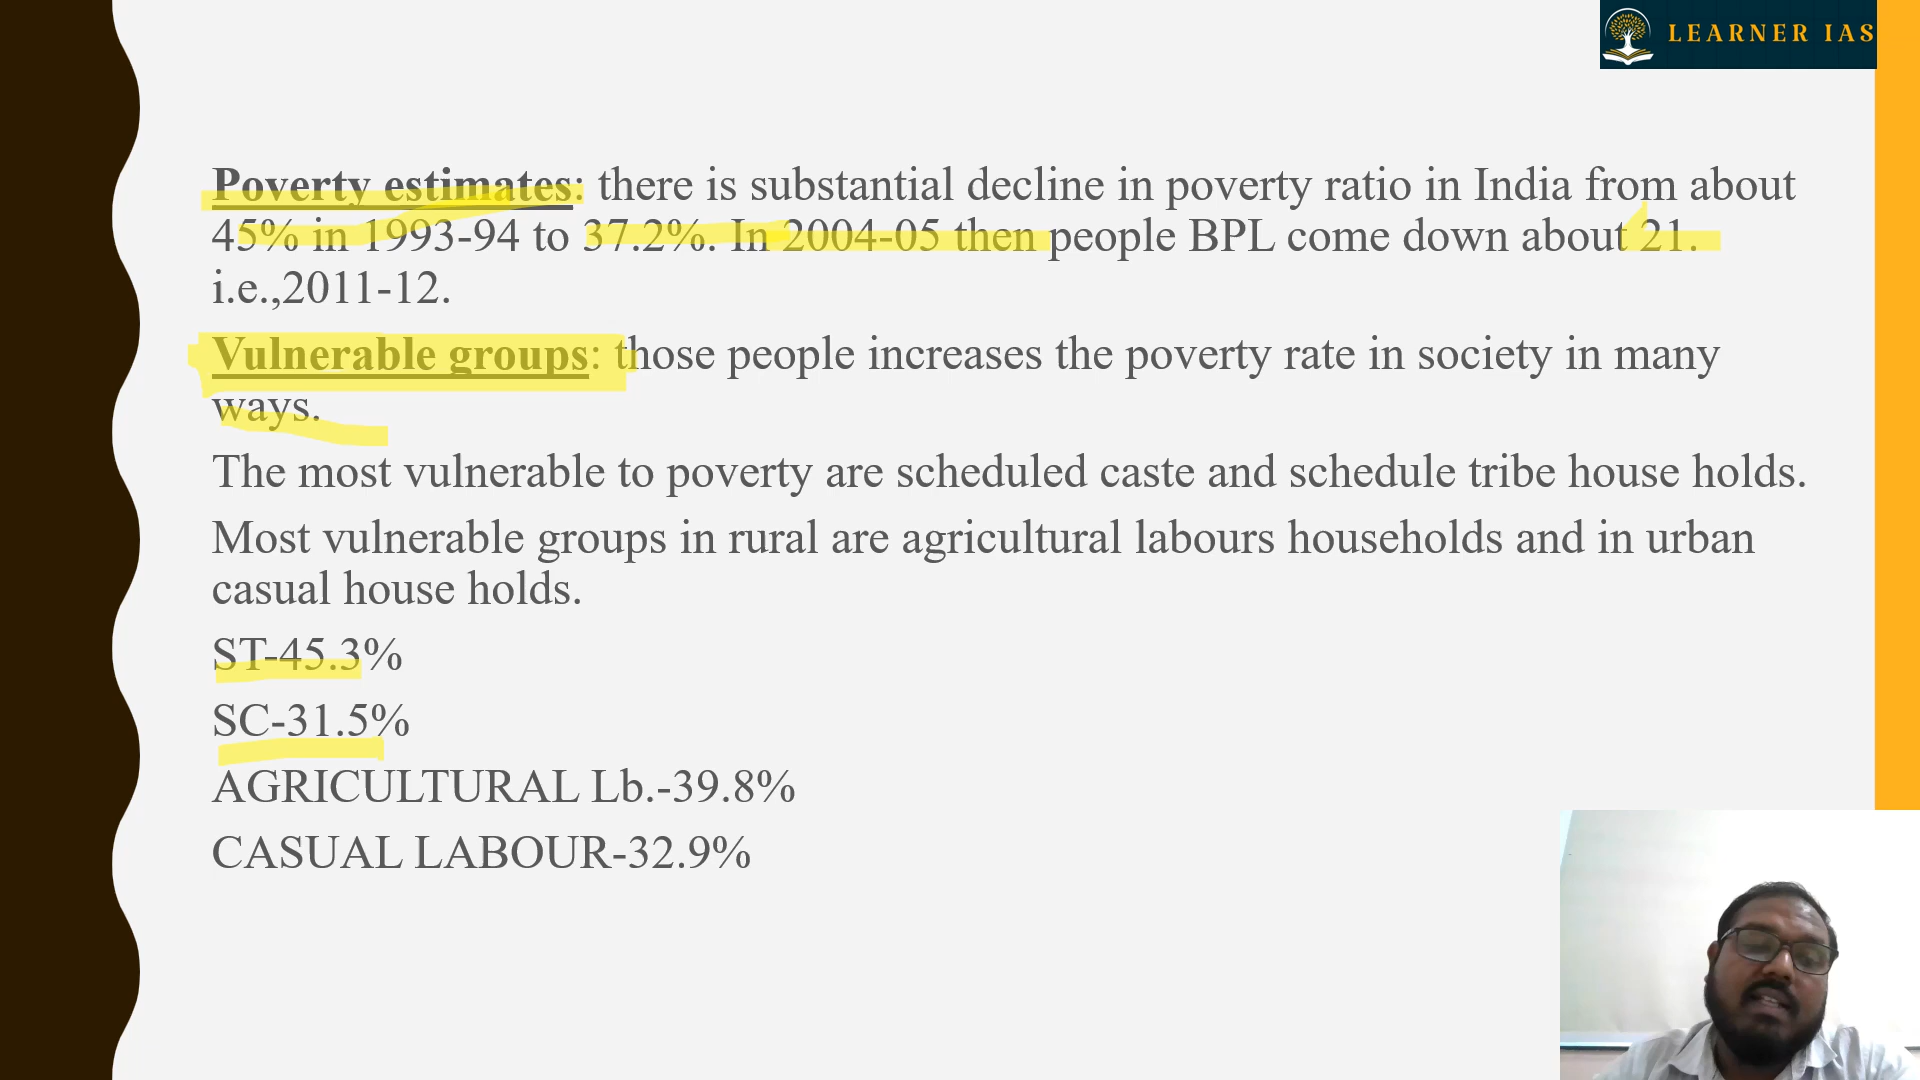 LEARNER IAS
Poverty estimates: there is substantial decline in poverty ratio in India from about
45% in 1993-94 to 37.2%. In 2004-05 then people BPL come down about 21.
i.e.,2011-12.
Vulnerable groups: those people increases the poverty rate in society in many
ways.
The most vulnerable to poverty are scheduled caste and schedule tribe house holds.
Most vulnerable groups in rural are agricultural labours households and in urban
casual house holds.
ST-45.3%
SC-31.5%
AGRICULTURAL Lb.-39.8%
CASUAL LABOUR-32.9%